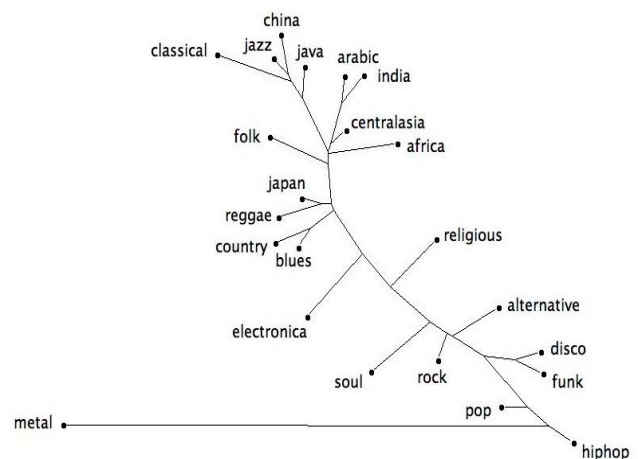 china
classical
jazz
java
arabic
india
centralasia
folk
africa
japan
reggae
country
blues
religious
electronica
alternative
soul
rock
disco
funk
pop
metal
hiphop